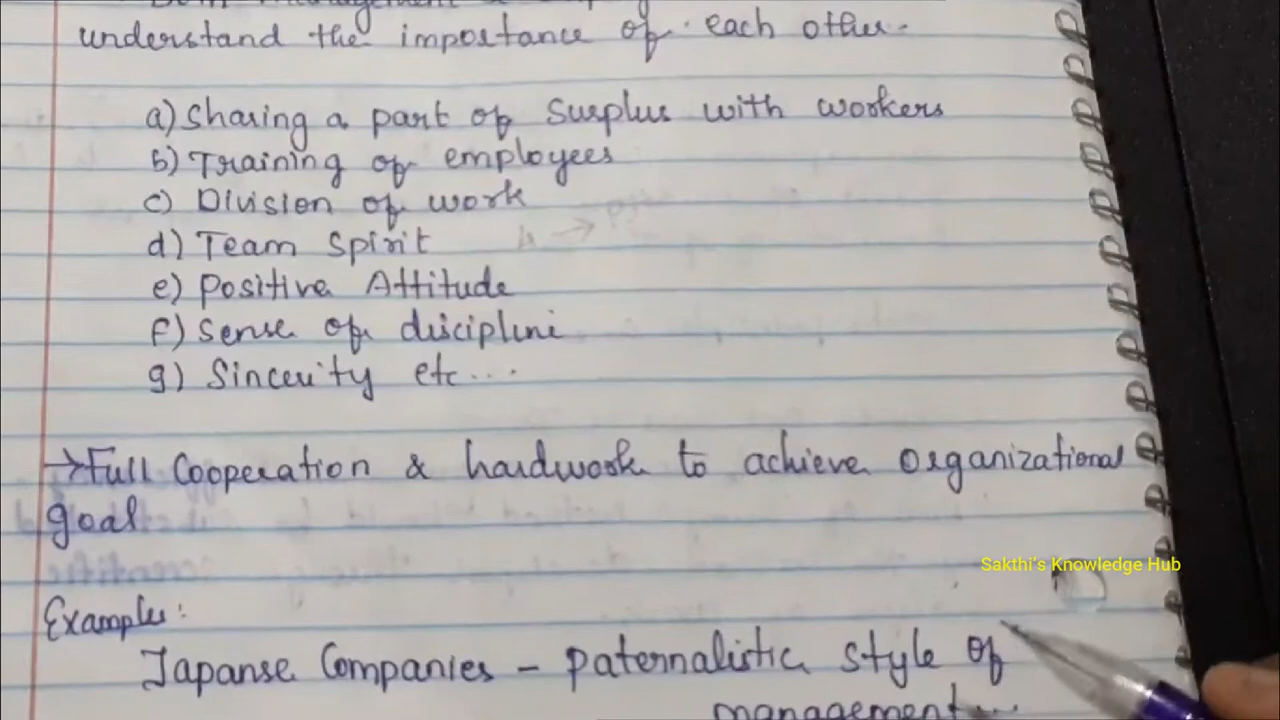 understand the importance of each other.
a) Sharing a part of Surplus with workers
b) Training of employees
c) Division of work
d) Team Spirit
e) Positive Attitude
f) Sense of discipline
g) Sincerity etc...
→ Full Cooperation & hardwork to achieve Organizational
goal
Sakthi's Knowledge Hub
Examples:
Japanse Companies - paternalistic style of
management...